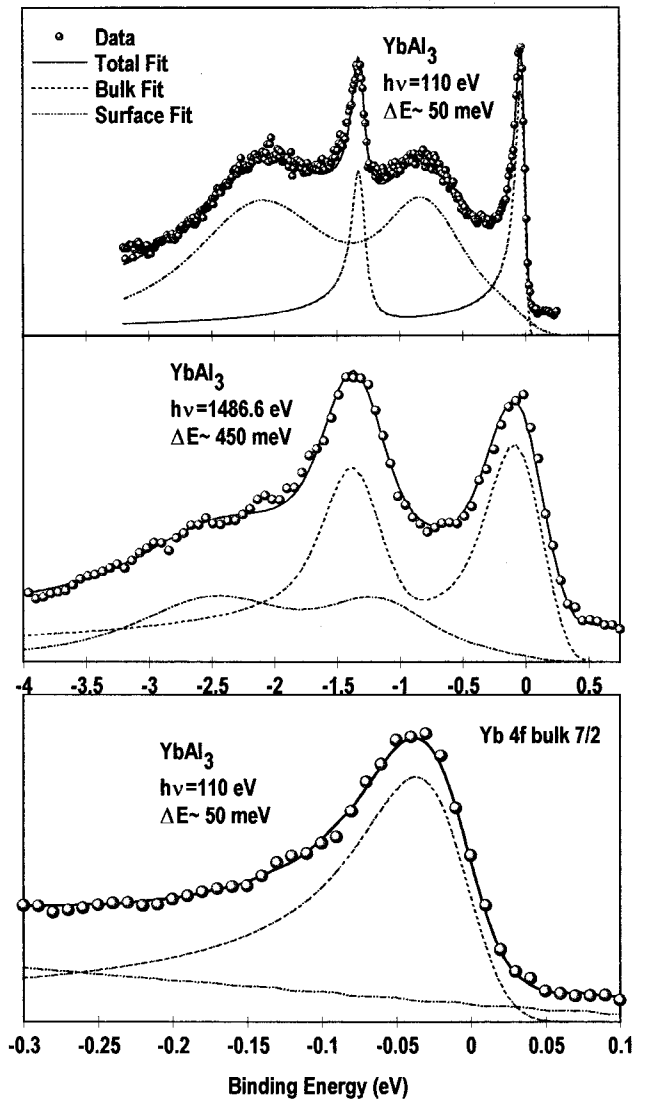 Data
Total Fit
Bulk Fit
Surface Fit
YbAl3
hν=110 eV
ΔE~ 50 meV
YbAl3
hν=1486.6 eV
ΔE~ 450 meV
-4 -3.5 -3 -2.5 -2 -1.5 -1 -0.5 0 0.5
Yb 4f bulk 7/2
YbAl3
hν=110 eV
ΔE~ 50 meV
-0.3 -0.25 -0.2 -0.15 -0.1 -0.05 0 0.05 0.1
Binding Energy (eV)